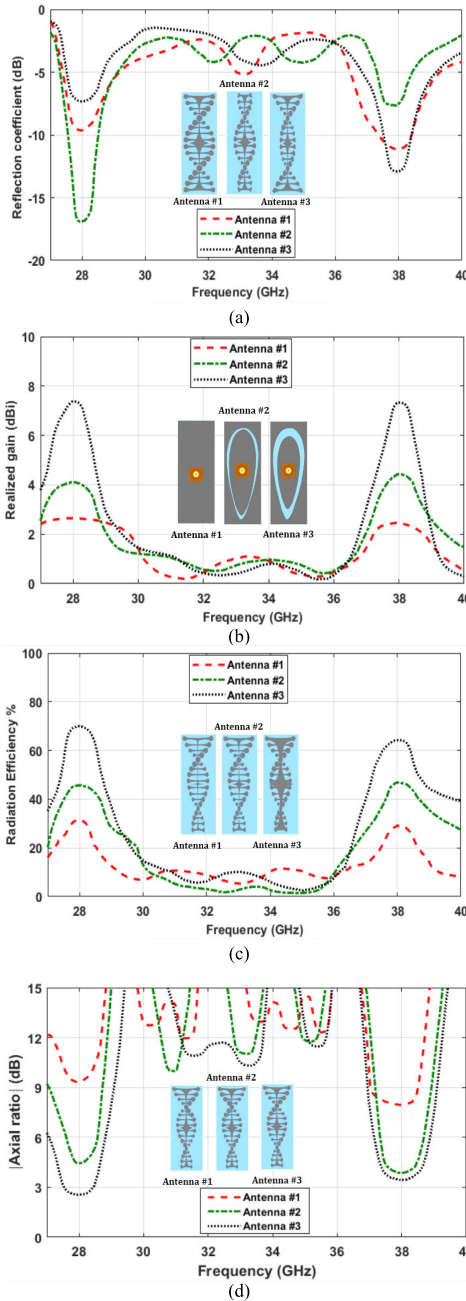 0
-5
-10
-15
-20
Reflection coefficient (dB)
Antenna #2
Antenna #1
Antenna #3
Antenna #1
Antenna #2
Antenna #3
28 30 32 34 36 38 40
Frequency (GHz)
(a)
10
8
6
4
2
0
Realized gain (dBi)
Antenna #1
Antenna #2
Antenna #3
Antenna #2
Antenna #1
Antenna #3
28 30 32 34 36 38 40
Frequency (GHz)
(b)
100
80
60
40
20
0
Radiation Efficiency %
Antenna #1
Antenna #2
Antenna #3
Antenna #2
Antenna #1
Antenna #3
28 30 32 34 36 38 40
Frequency (GHz)
(c)
15
12
9
6
3
0
|Axial ratio| (dB)
Antenna #2
Antenna #1
Antenna #3
Antenna #1
Antenna #2
Antenna #3
28 30 32 34 36 38
Frequency (GHz)
(d)